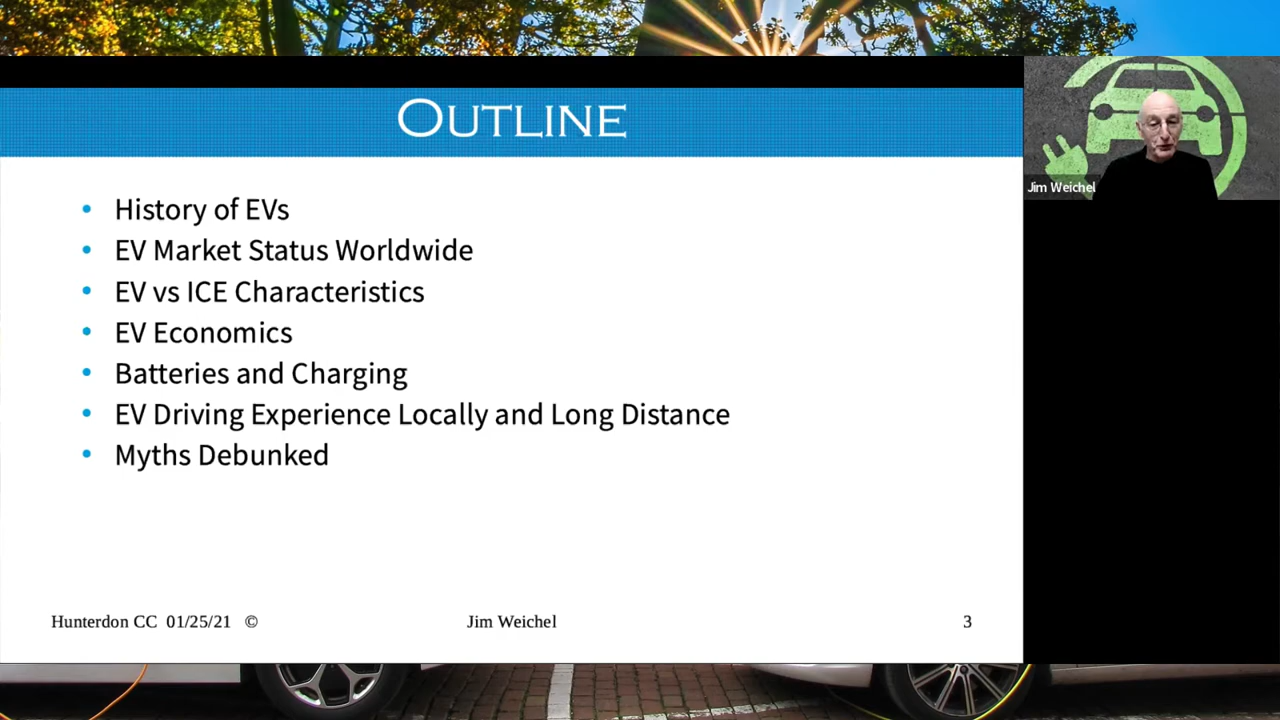 OUTLINE
Jim Weichel
• History of EVs
• EV Market Status Worldwide
• EV vs ICE Characteristics
• EV Economics
• Batteries and Charging
• EV Driving Experience Locally and Long Distance
• Myths Debunked
Hunterdon CC 01/25/21 © Jim Weichel 3